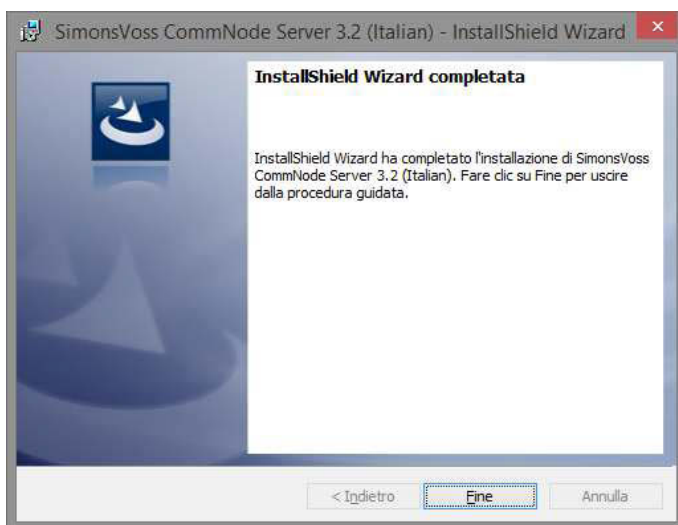 SimonsVoss CommNode Server 3.2 (Italian) - InstallShield Wizard
InstallShield Wizard completata
InstallShield Wizard ha completato l'installazione di SimonsVoss
CommNode Server 3.2 (Italian). Fare clic su Fine per uscire
dalla procedura guidata.
< Indietro
Fine
Annulla